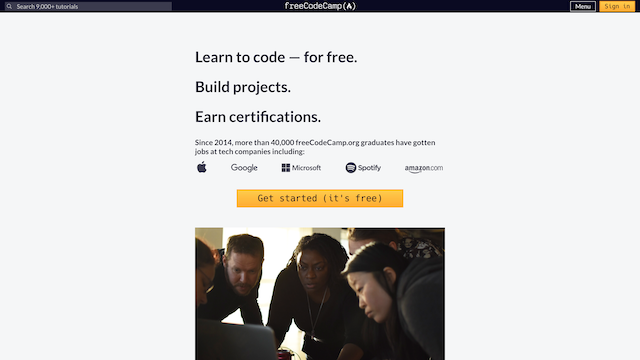 Search 9,000+ tutorials
freeCodeCamp(A)
Menu
Sign in
Learn to code — for free.
Build projects.
Earn certifications.
Since 2014, more than 40,000 freeCodeCamp.org graduates have gotten
jobs at tech companies including:
Google
Microsoft
Spotify
amazon.com
Get started (it's free)